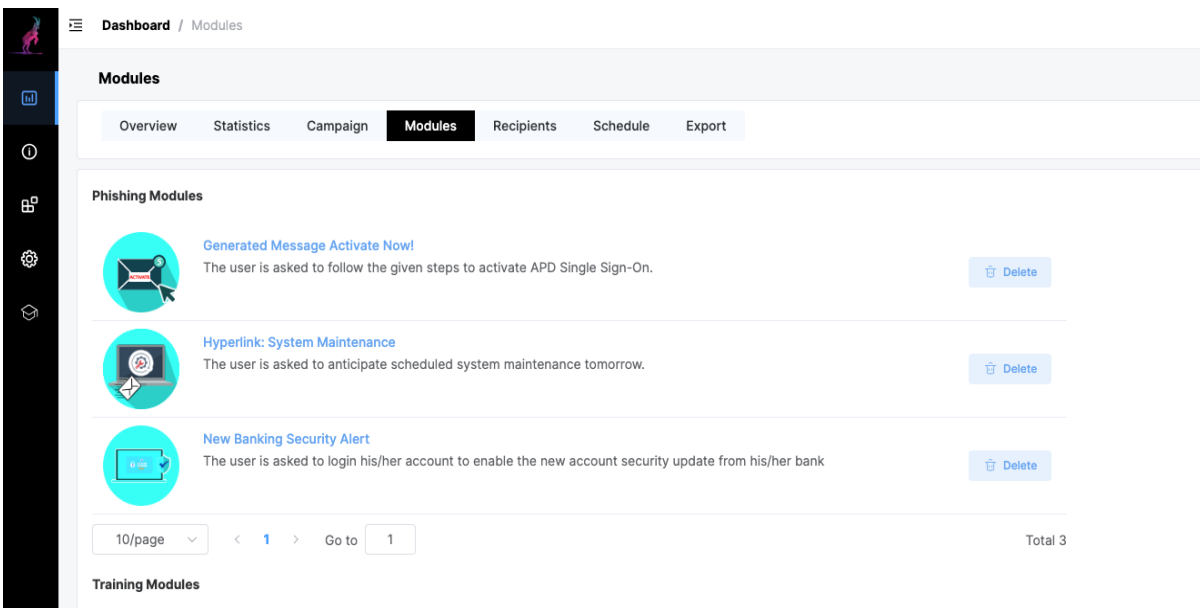 Dashboard / Modules
Modules
Overview Statistics Campaign Modules Recipients Schedule Export
Phishing Modules
Generated Message Activate Now!
The user is asked to follow the given steps to activate APD Single Sign-On.
Delete
Hyperlink: System Maintenance
The user is asked to anticipate scheduled system maintenance tomorrow.
Delete
New Banking Security Alert
The user is asked to login his/her account to enable the new account security update from his/her bank
Delete
10/page < 1 > Go to 1 Total 3
Training Modules